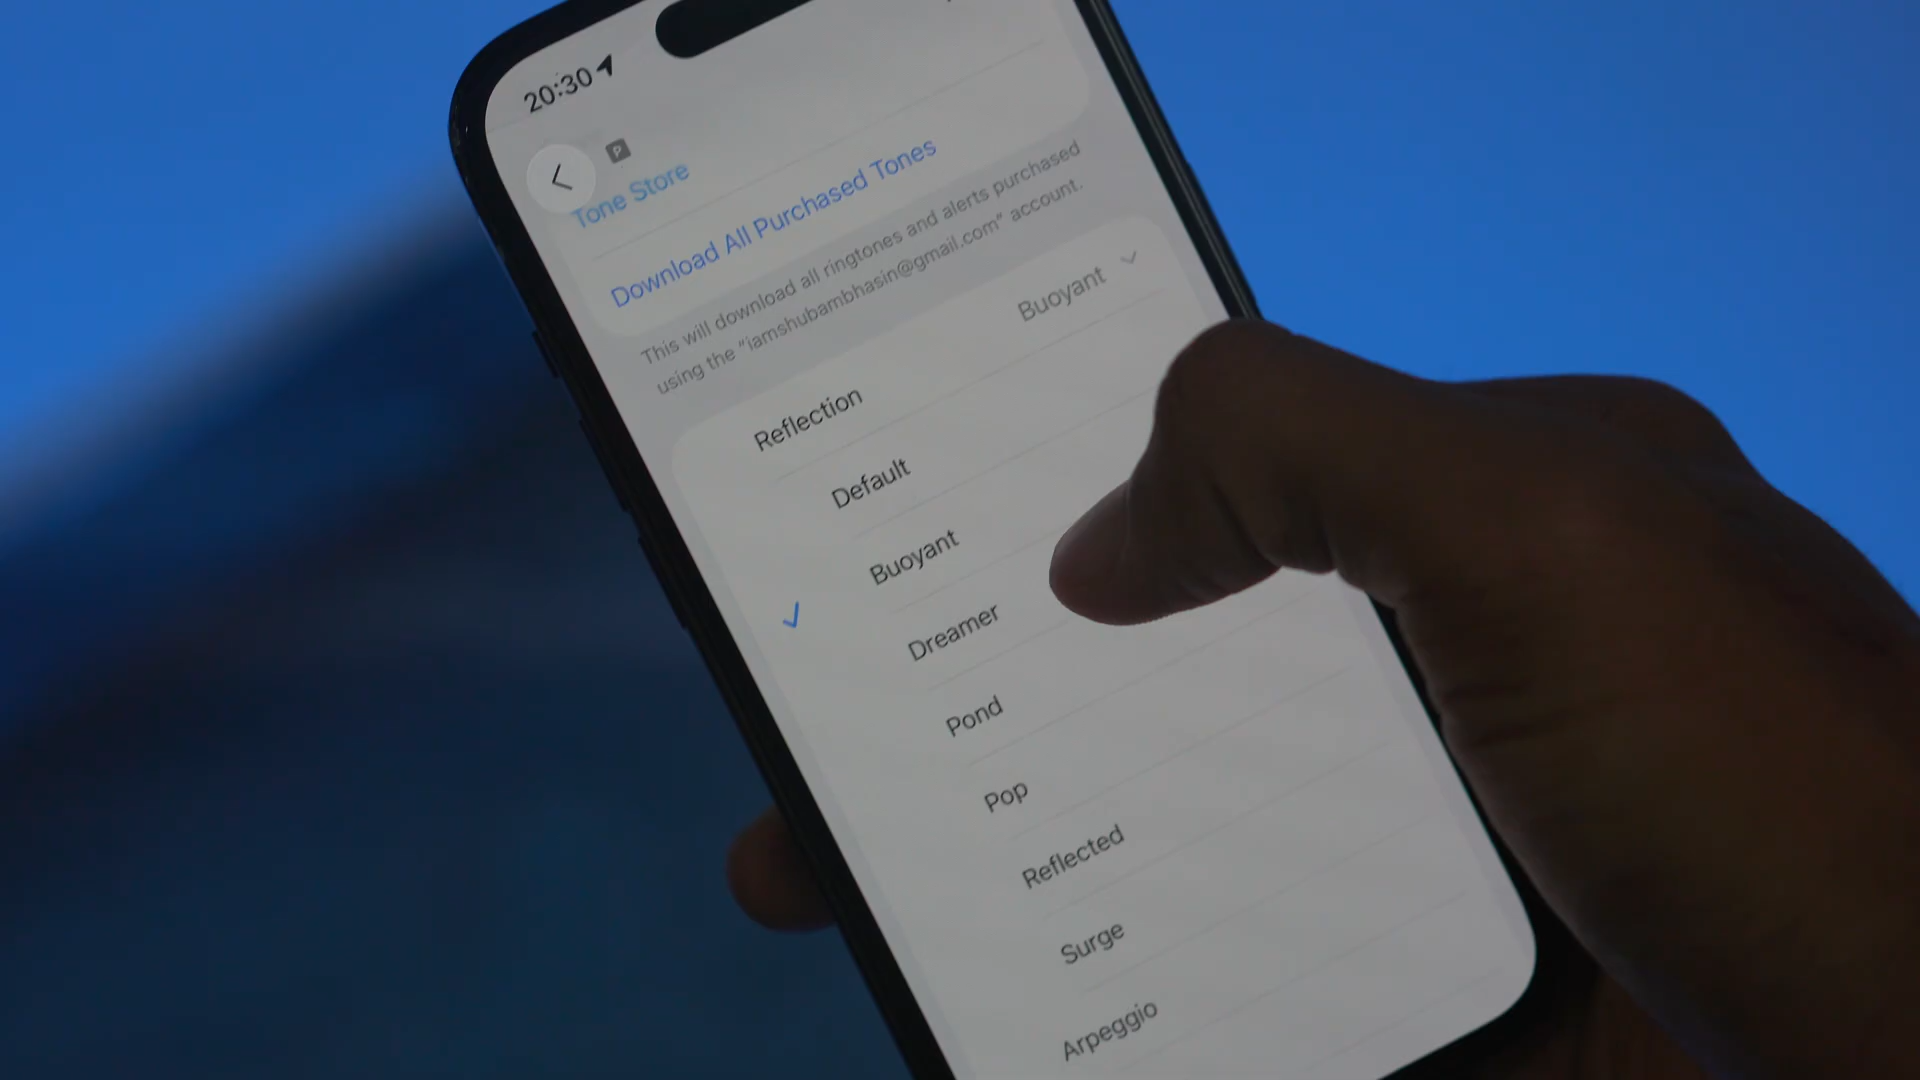 20:30
P
Tone Store
Download All Purchased Tones
This will download all ringtones and alerts purchased
using the "iamshubambhasin@gmail.com" account.
Reflection
Buoyant
Default
Buoyant
Dreamer
Pond
Pop
Reflected
Surge
Arpeggio